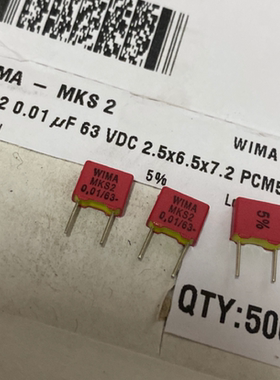 MA - MKS 2
WIMA
2 0.01 µF 63 VDC 2.5x6.5x7.2 PCM5
5%
WIMA
MKS2
0,01/63-
WIMA
MKS2
0,01/63-
5%
QTY:50